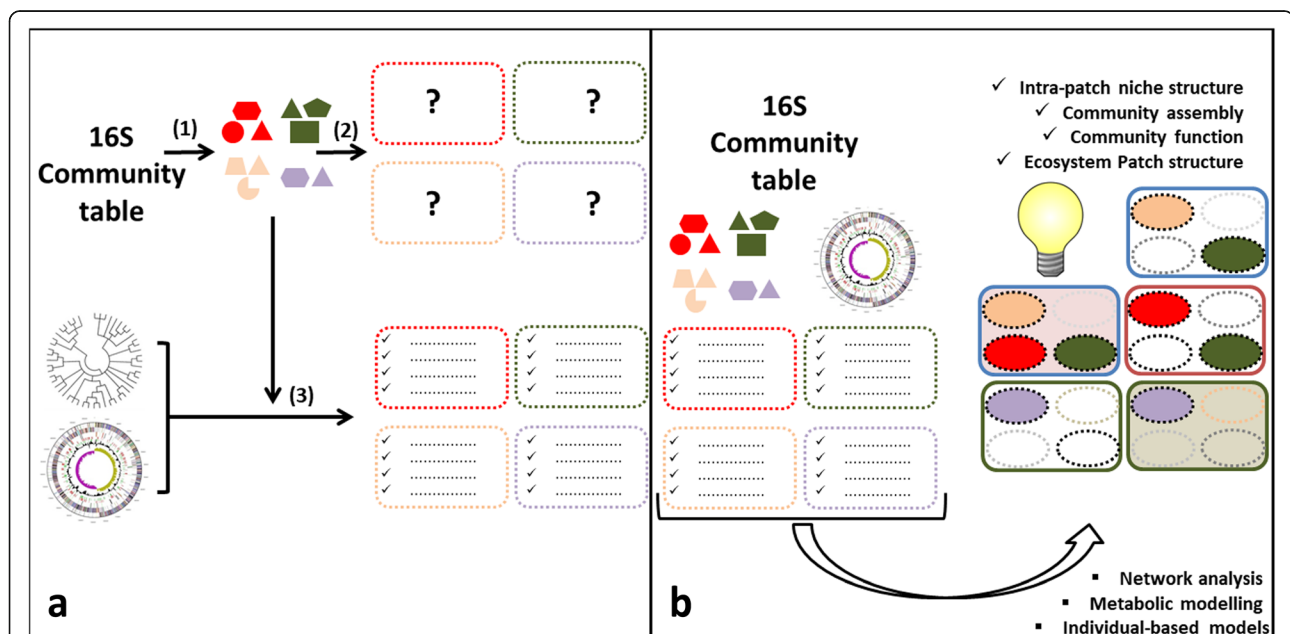 16S
Community
table
(1)
(2)
?
?
?
?
(3)
a
16S
Community
table
✓ Intra-patch niche structure
✓ Community assembly
✓ Community function
✓ Ecosystem Patch structure
▪ Network analysis
▪ Metabolic modelling
▪ Individual-based models
b